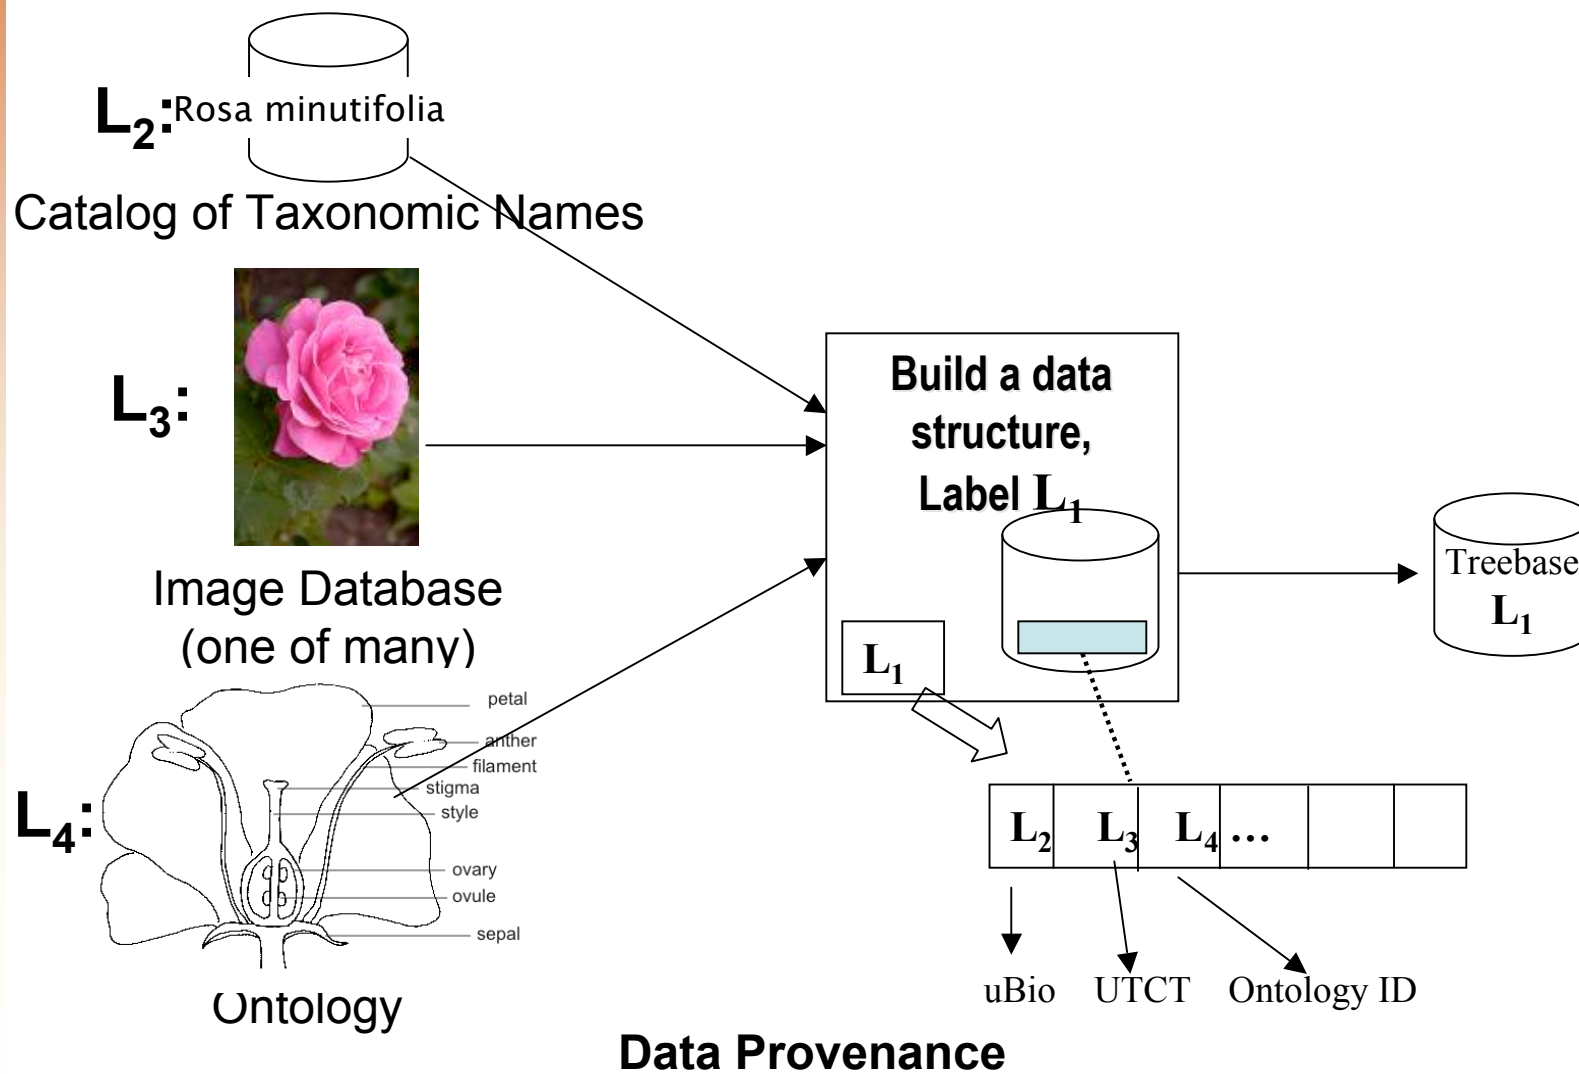 L2: Rosa minutifolia
Catalog of Taxonomic Names
L3:
Image Database
(one of many)
L4:
petal
anther
filament
stigma
style
ovary
ovule
sepal
Ontology
Build a data
structure,
Label L1
L1
Treebase
L1
L2 L3 L4 ...
uBio UTCT Ontology ID
Data Provenance